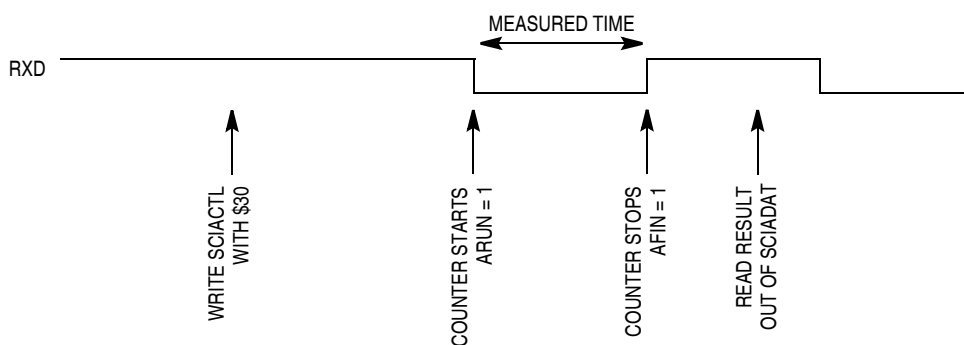 MEASURED TIME
RXD
WRITE SCIACTL
WITH $30
COUNTER STARTS
ARUN = 1
COUNTER STOPS
AFIN = 1
READ RESULT
OUT OF SCIADAT